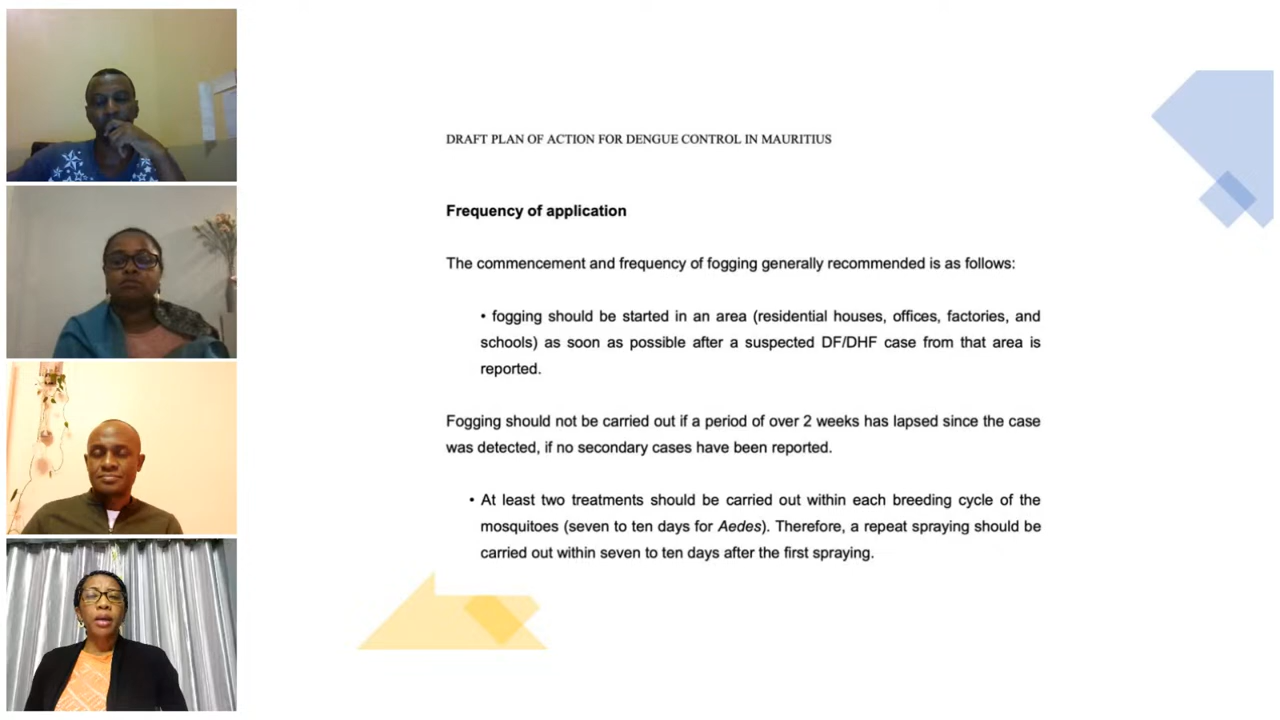 DRAFT PLAN OF ACTION FOR DENGUE CONTROL IN MAURITIUS
Frequency of application
The commencement and frequency of fogging generally recommended is as follows:
• fogging should be started in an area (residential houses, offices, factories, and
schools) as soon as possible after a suspected DF/DHF case from that area is
reported.
Fogging should not be carried out if a period of over 2 weeks has lapsed since the case
was detected, if no secondary cases have been reported.
• At least two treatments should be carried out within each breeding cycle of the
mosquitoes (seven to ten days for Aedes). Therefore, a repeat spraying should be
carried out within seven to ten days after the first spraying.